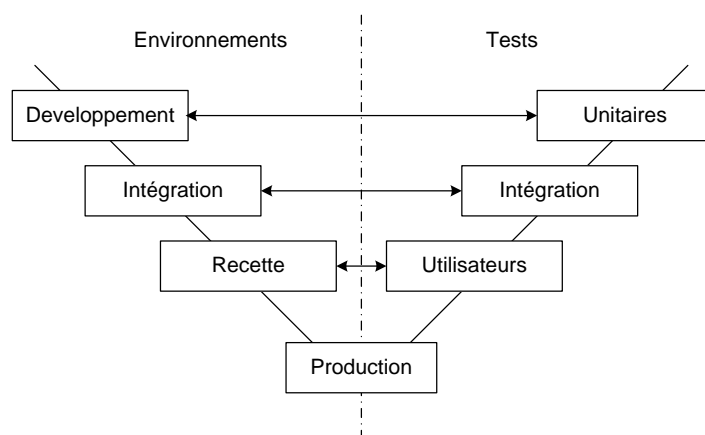 Environnements
Tests
Developpement
Unitaires
Intégration
Intégration
Recette
Utilisateurs
Production